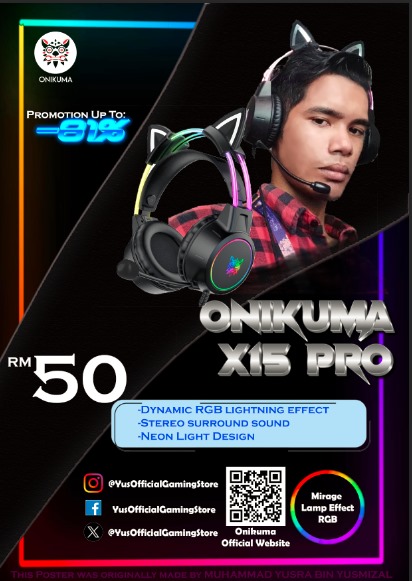 ONIKUMA
PROMOTION UP TO:
-81%
ONIKUMA
X15 PRO
RM 50
-DYNAMIC RGB LIGHTNING EFFECT
-STEREO SURROUND SOUND
-NEON LIGHT DESIGN
@YusOfficialGamingStore
YusOfficialGamingStore
@YusOfficialGamingStore
Onikuma
Official Website
Mirage
Lamp Effect
RGB
THIS POSTER WAS ORIGINALLY MADE BY MUHAMMAD YUSRA BIN YUSMIZAL